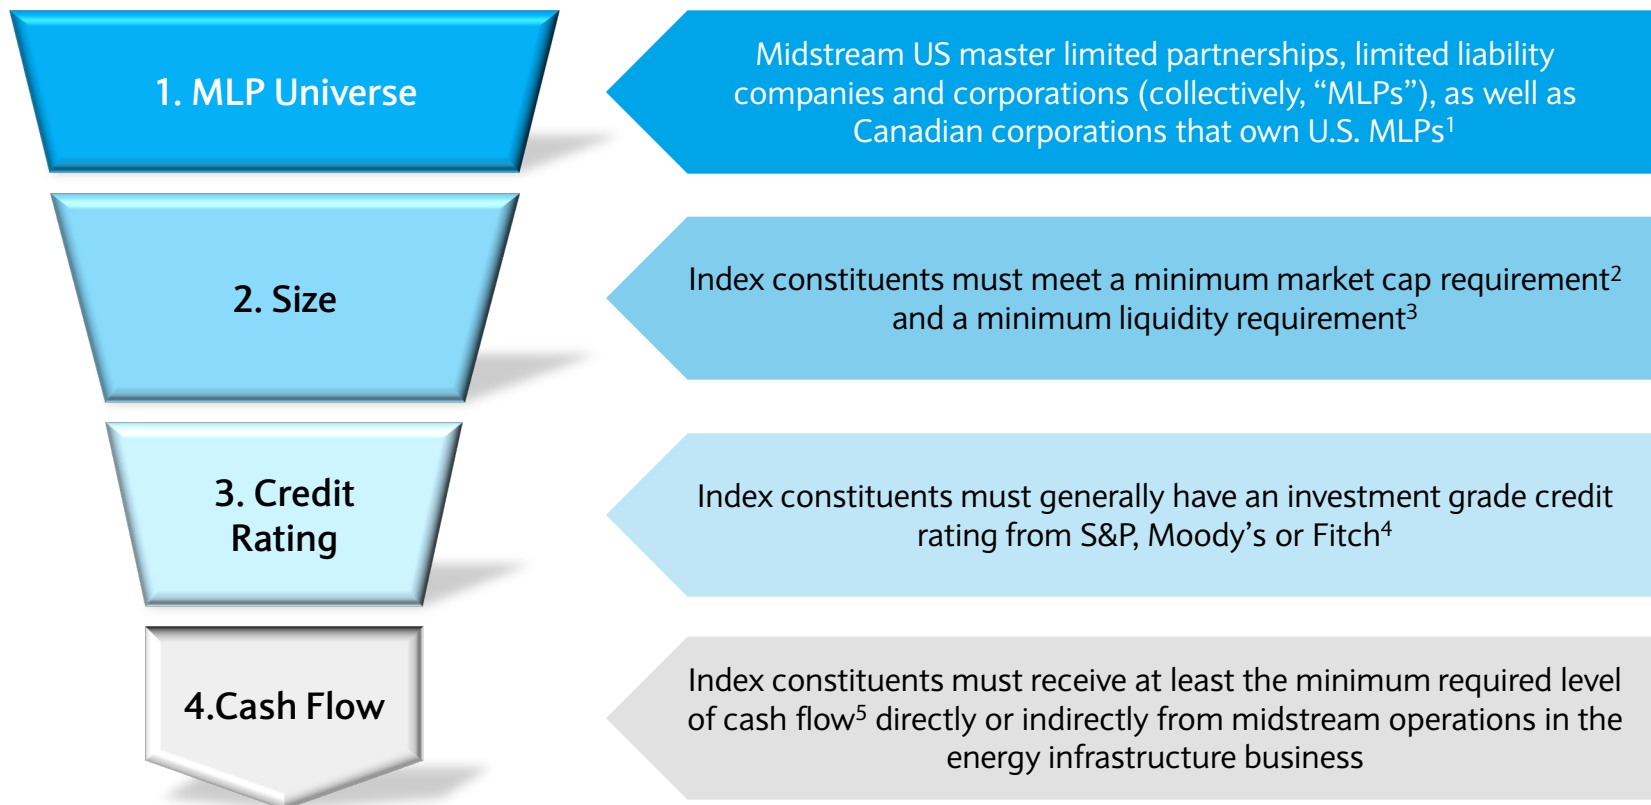 1. MLP Universe
Midstream US master limited partnerships, limited liability
companies and corporations (collectively, “MLPs”), as well as
Canadian corporations that own U.S. MLPs1
2. Size
Index constituents must meet a minimum market cap requirement2
and a minimum liquidity requirement3
3. Credit
Rating
Index constituents must generally have an investment grade credit
rating from S&P, Moody’s or Fitch4
4.Cash Flow
Index constituents must receive at least the minimum required level
of cash flow5 directly or indirectly from midstream operations in the
energy infrastructure business